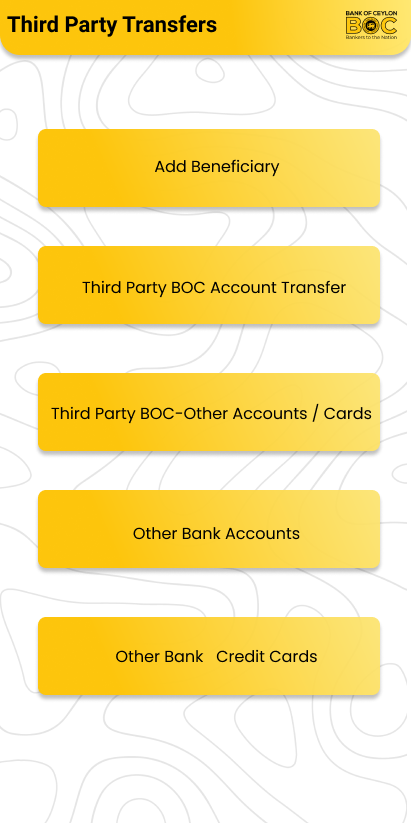 Third Party Transfers
BANK OF CEYLON
BOC
Bankers to the Nation
Add Beneficiary
Third Party BOC Account Transfer
Third Party BOC-Other Accounts / Cards
Other Bank Accounts
Other Bank   Credit Cards